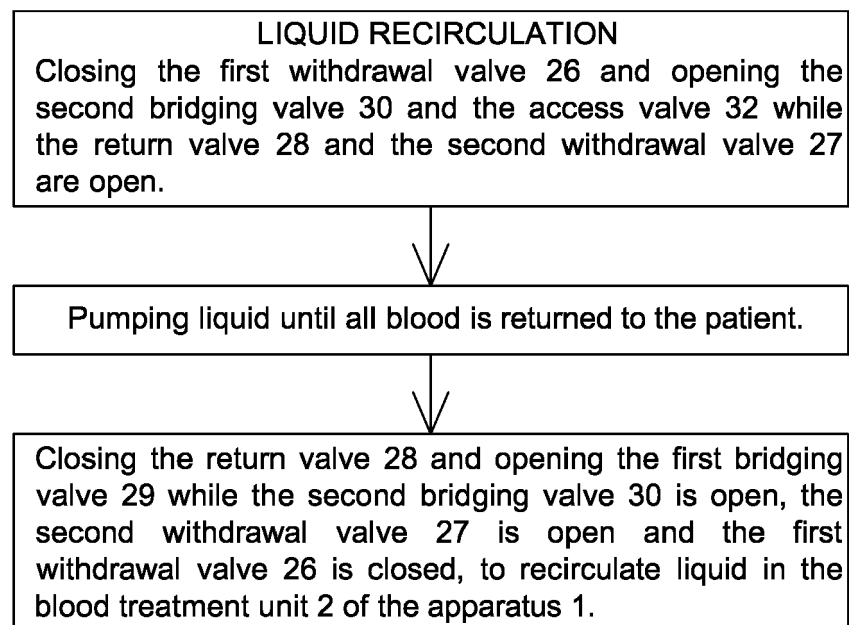 LIQUID RECIRCULATION
Closing the first withdrawal valve 26 and opening the
second bridging valve 30 and the access valve 32 while
the return valve 28 and the second withdrawal valve 27
are open.
Pumping liquid until all blood is returned to the patient.
Closing the return valve 28 and opening the first bridging
valve 29 while the second bridging valve 30 is open, the
second withdrawal valve 27 is open and the first
withdrawal valve 26 is closed, to recirculate liquid in the
blood treatment unit 2 of the apparatus 1.